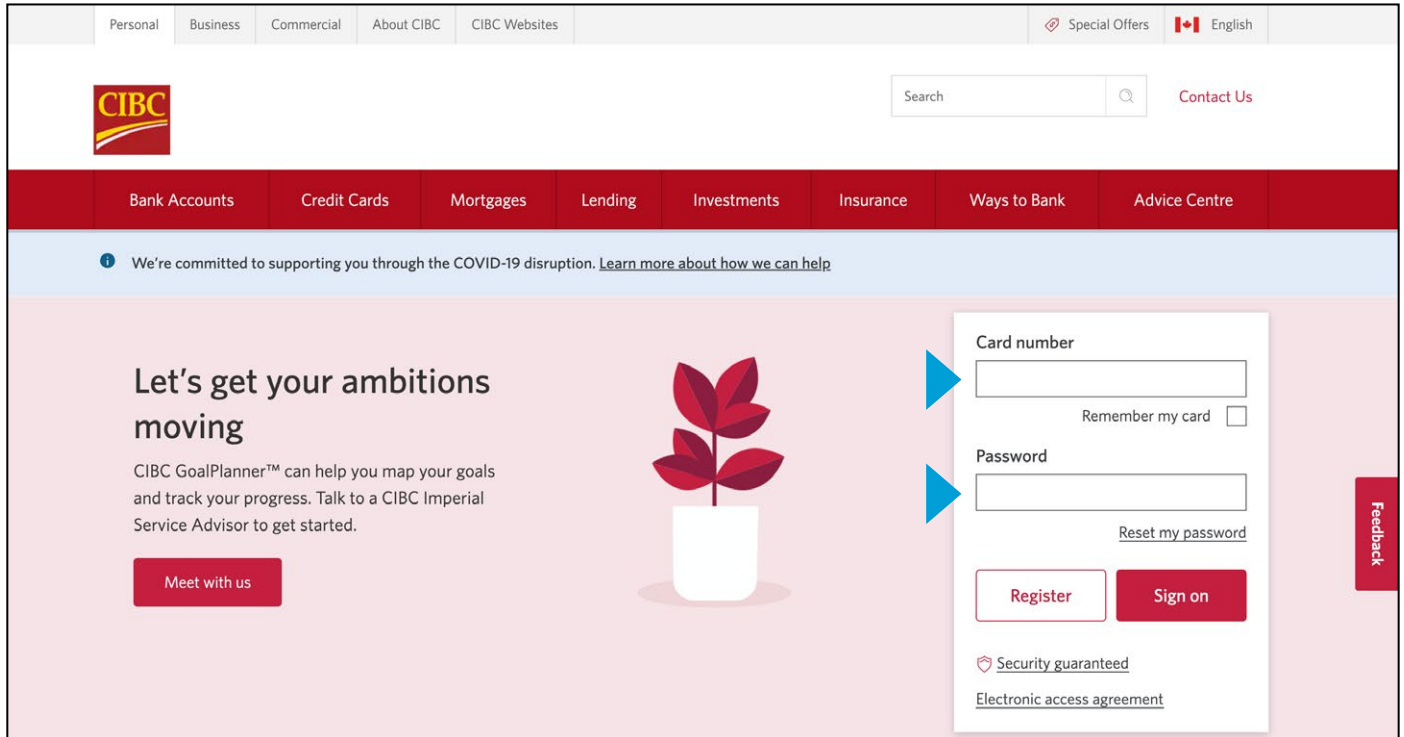 Personal Business Commercial About CIBC CIBC Websites Special Offers English
CIBC
Search Contact Us
Bank Accounts Credit Cards Mortgages Lending Investments Insurance Ways to Bank Advice Centre
We're committed to supporting you through the COVID-19 disruption. Learn more about how we can help
Let's get your ambitions
moving
CIBC GoalPlanner™ can help you map your goals
and track your progress. Talk to a CIBC Imperial
Service Advisor to get started.
Meet with us
Card number
Remember my card
Password
Reset my password
Register Sign on
Security guaranteed
Electronic access agreement
Feedback